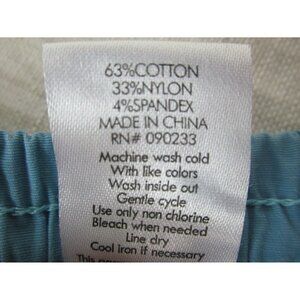 63%COTTON
33%NYLON
4%SPANDEX
MADE IN CHINA
RN# 090233
Machine wash cold
With like colors
Wash inside out
Gentle cycle
Use only non chlorine
Bleach when needed
Line dry
Cool iron if necessary